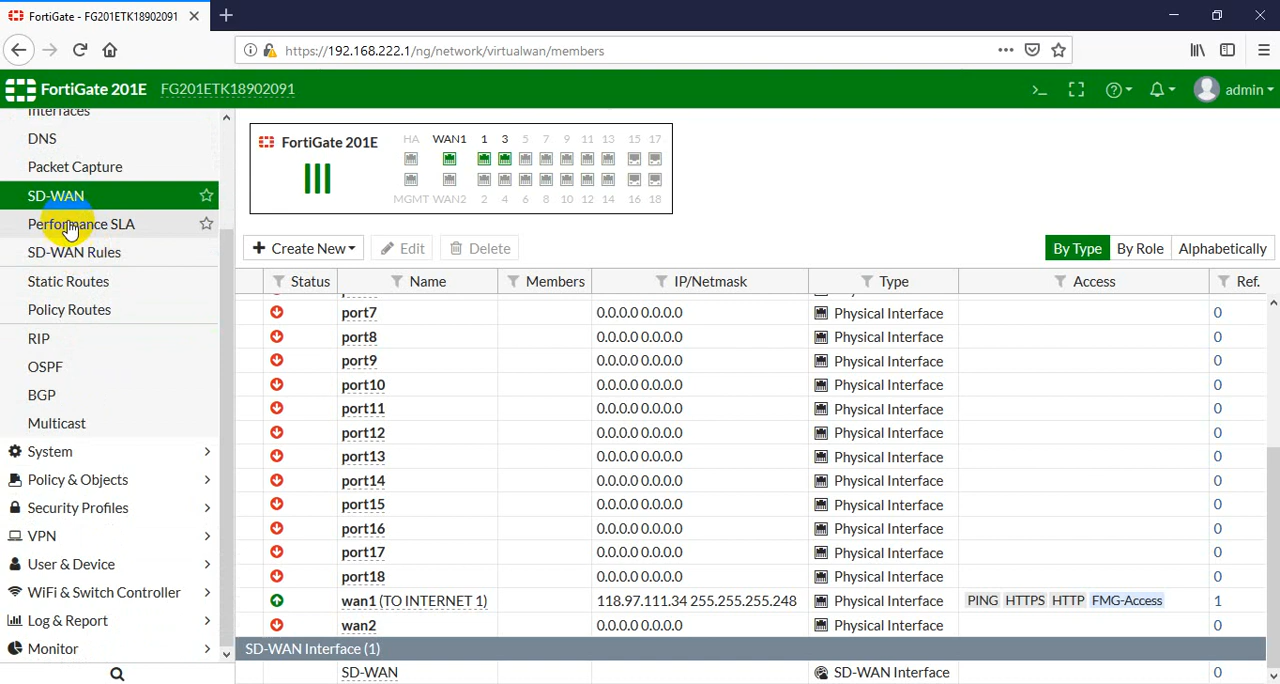 FortiGate - FG201ETK18902091
https://192.168.222.1/ng/network/virtualwan/members
FortiGate 201E FG201ETK18902091 >_ admin
Interfaces
DNS
Packet Capture
SD-WAN
Performance SLA
SD-WAN Rules
Static Routes
Policy Routes
RIP
OSPF
BGP
Multicast
System
Policy & Objects
Security Profiles
VPN
User & Device
WiFi & Switch Controller
Log & Report
Monitor
FortiGate 201E HA WAN1 1 3 5 7 9 11 13 15 17
MGMT WAN2 2 4 6 8 10 12 14 16 18
+ Create New Edit Delete By Type By Role Alphabetically
Status Name Members IP/Netmask Type Access Ref.
port7 0.0.0.0 0.0.0.0 Physical Interface 0
port8 0.0.0.0 0.0.0.0 Physical Interface 0
port9 0.0.0.0 0.0.0.0 Physical Interface 0
port10 0.0.0.0 0.0.0.0 Physical Interface 0
port11 0.0.0.0 0.0.0.0 Physical Interface 0
port12 0.0.0.0 0.0.0.0 Physical Interface 0
port13 0.0.0.0 0.0.0.0 Physical Interface 0
port14 0.0.0.0 0.0.0.0 Physical Interface 0
port15 0.0.0.0 0.0.0.0 Physical Interface 0
port16 0.0.0.0 0.0.0.0 Physical Interface 0
port17 0.0.0.0 0.0.0.0 Physical Interface 0
port18 0.0.0.0 0.0.0.0 Physical Interface 0
wan1 (TO INTERNET 1) 118.97.111.34 255.255.255.248 Physical Interface PING HTTPS HTTP FMG-Access 1
wan2 0.0.0.0 0.0.0.0 Physical Interface 0
SD-WAN Interface (1)
SD-WAN SD-WAN Interface 0